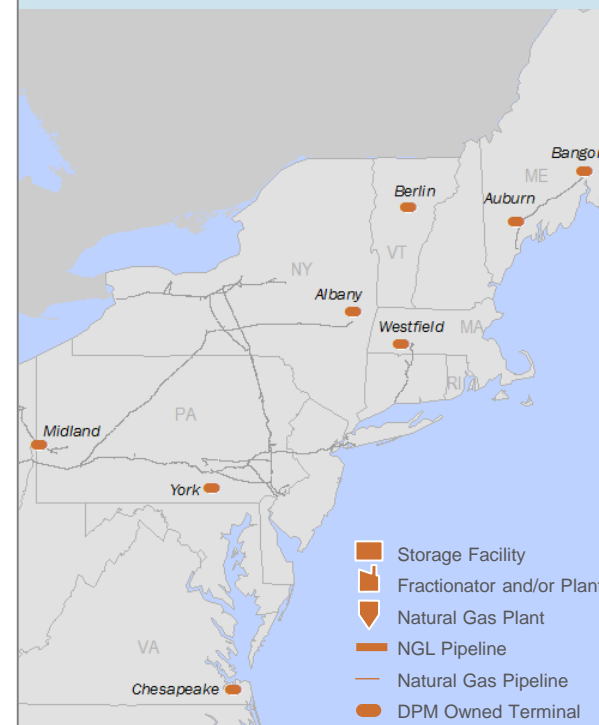 Bangor
ME
Berlin
Auburn
VT
NY
Albany
Westfield
MA
RI
PA
Midland
York
Storage Facility
Fractionator and/or Plant
Natural Gas Plant
NGL Pipeline
VA
Natural Gas Pipeline
Chesapeake
DPM Owned Terminal